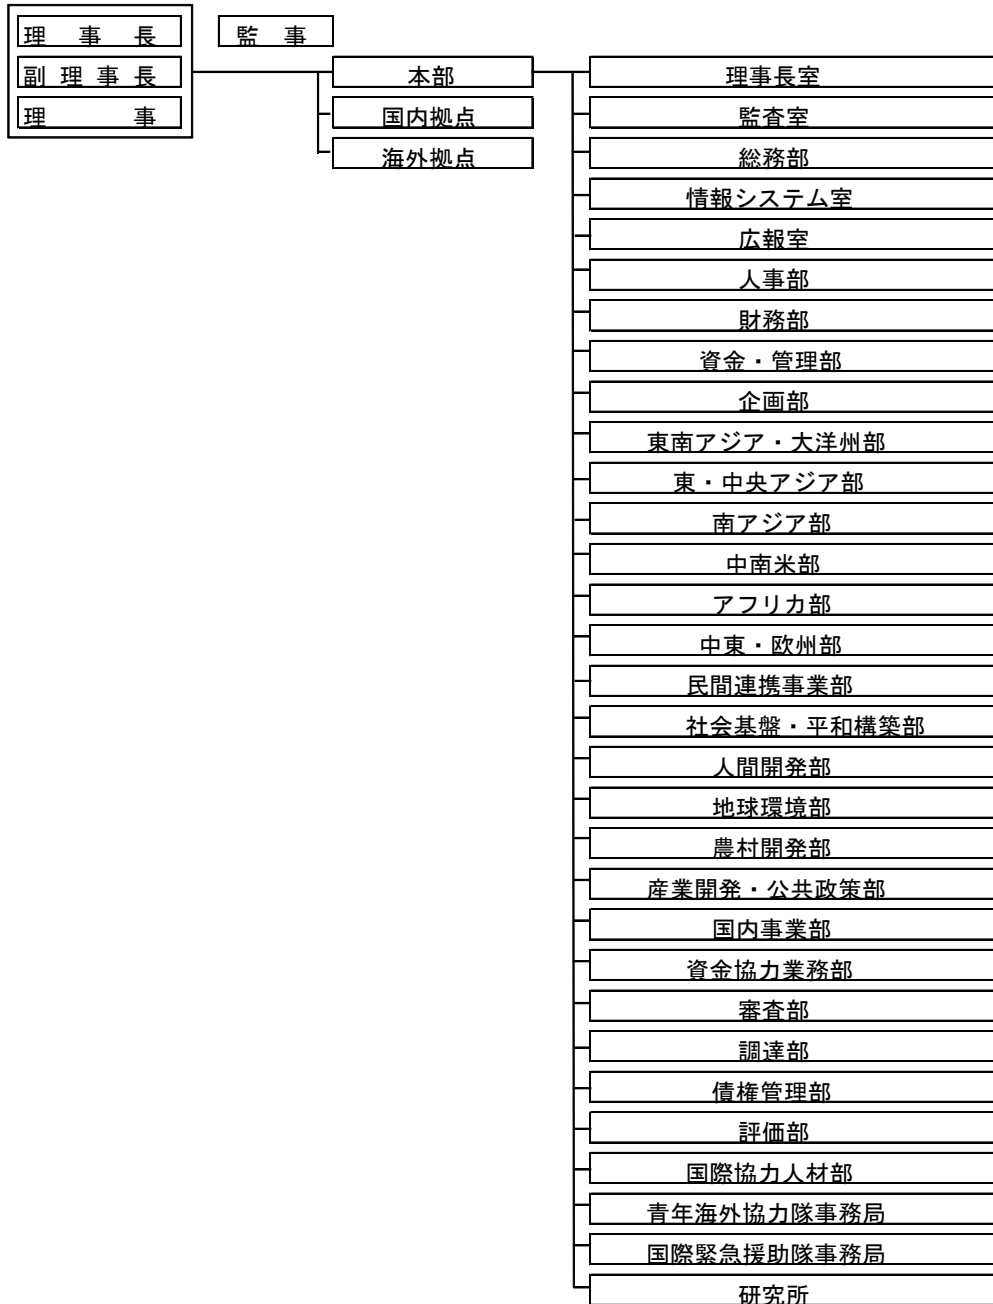 理事長
監事
副理事長
本部
理事長室
理事
国内拠点
監査室
海外拠点
総務部
情報システム室
広報室
人事部
財務部
資金・管理部
企画部
東南アジア・大洋州部
東・中央アジア部
南アジア部
中南米部
アフリカ部
中東・欧州部
民間連携事業部
社会基盤・平和構築部
人間開発部
地球環境部
農村開発部
産業開発・公共政策部
国内事業部
資金協力業務部
審査部
調達部
債権管理部
評価部
国際協力人材部
青年海外協力隊事務局
国際緊急援助隊事務局
研究所